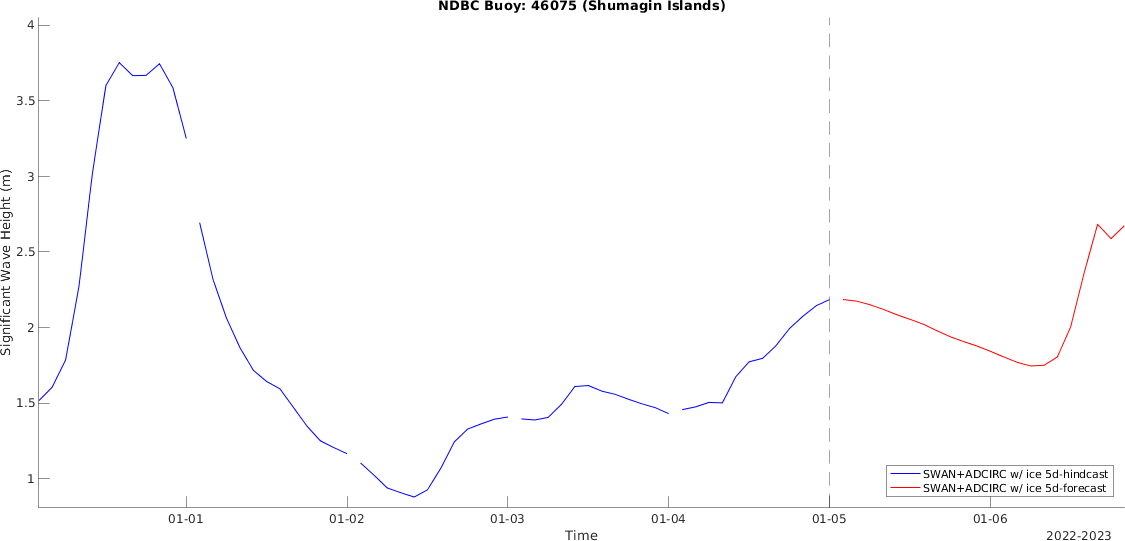 NDBC Buoy: 46075 (Shumagin Islands)
4
3.5
3
2.5
2
1.5
1
Significant Wave Height (m)
SWAN+ADCIRC w/ ice 5d-hindcast
SWAN+ADCIRC w/ ice 5d-forecast
01-01
01-02
01-03
01-04
01-05
01-06
Time
2022-2023